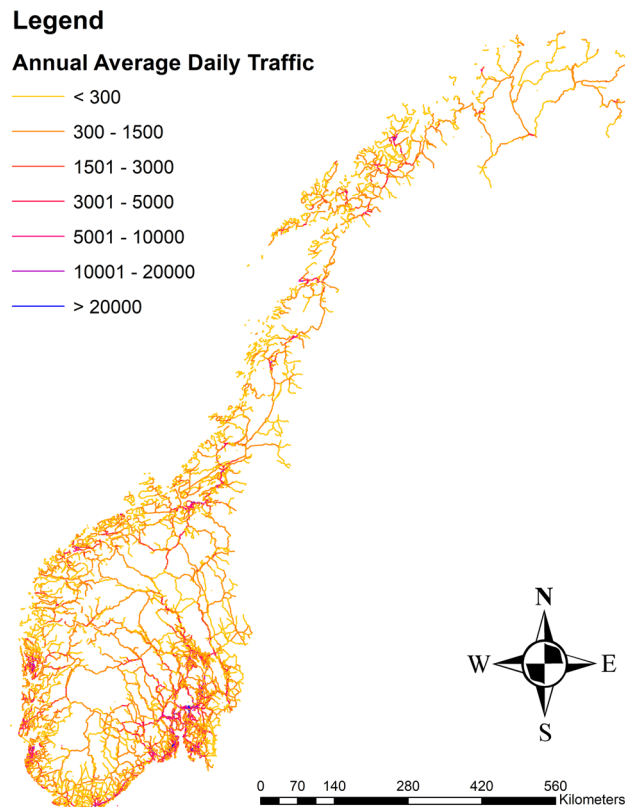 Legend
Annual Average Daily Traffic
< 300
300 - 1500
1501 - 3000
3001 - 5000
5001 - 10000
10001 - 20000
> 20000
N
W E
S
0 70 140 280 420 560
Kilometers